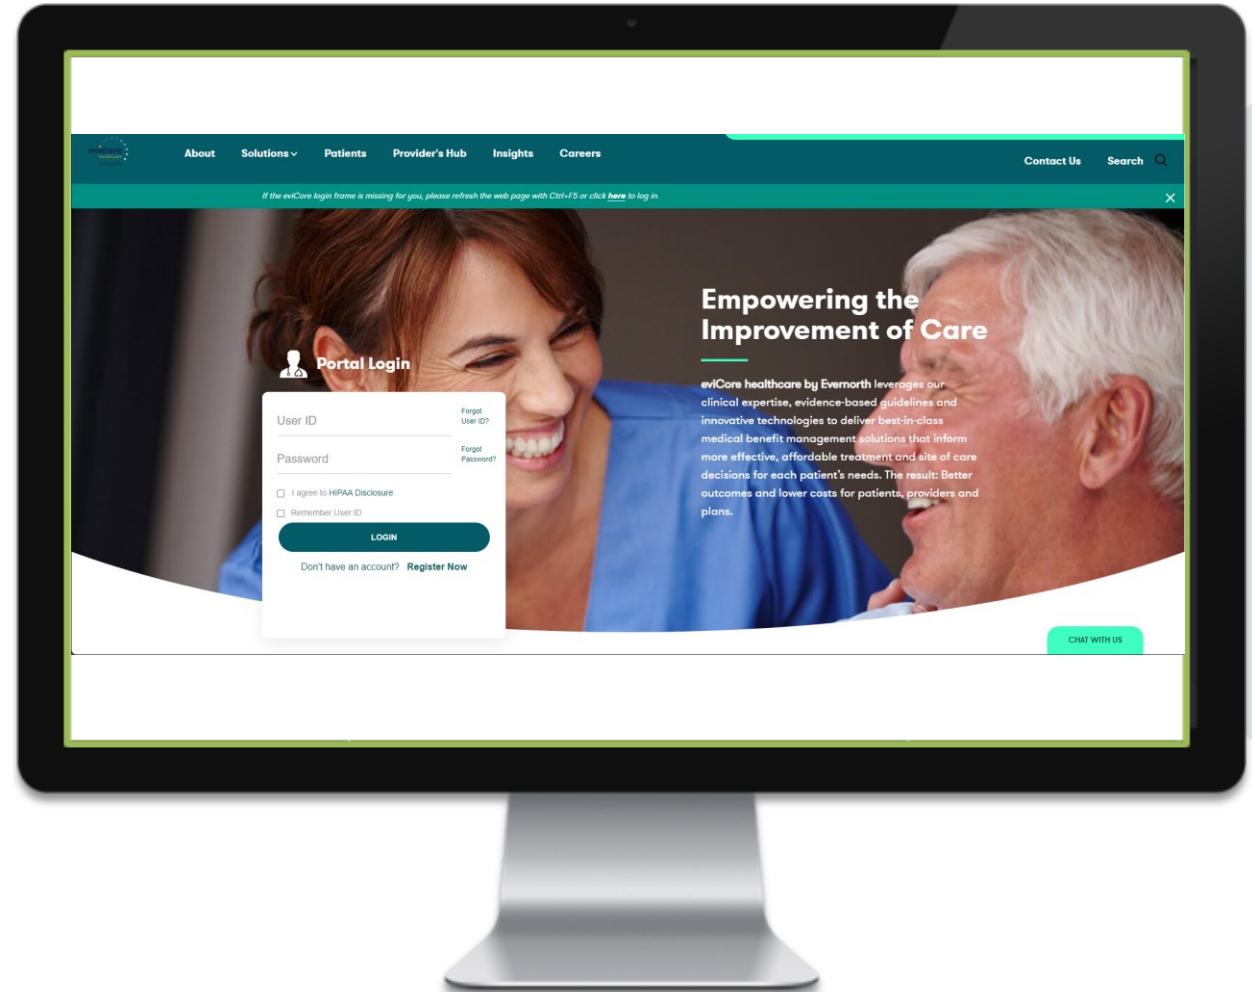 eviCore
healthcare
About Solutions Patients Provider's Hub Insights Careers
Contact Us Search
If the eviCore login frame is missing for you, please refresh the web page with Ctrl+F5 or click here to log in.
Portal Login
User ID
Forgot
User ID?
Password
Forgot
Password?
I agree to HIPAA Disclosure
Remember User ID
LOGIN
Don't have an account? Register Now
Empowering the
Improvement of Care
eviCore healthcare by Evernorth leverages our
clinical expertise, evidence-based guidelines and
innovative technologies to deliver best-in-class
medical benefit management solutions that inform
more effective, affordable treatment and site of care
decisions for each patient's needs. The result: Better
outcomes and lower costs for patients, providers and
plans.
CHAT WITH US